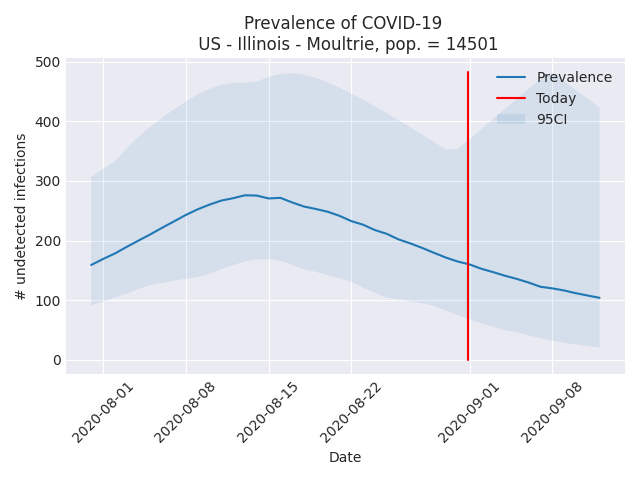 Prevalence of COVID-19
US - Illinois - Moultrie, pop. = 14501
# undetected infections
500
400
300
200
100
0
Prevalence
Today
95CI
2020-08-01
2020-08-08
2020-08-15
2020-08-22
2020-09-01
2020-09-08
Date